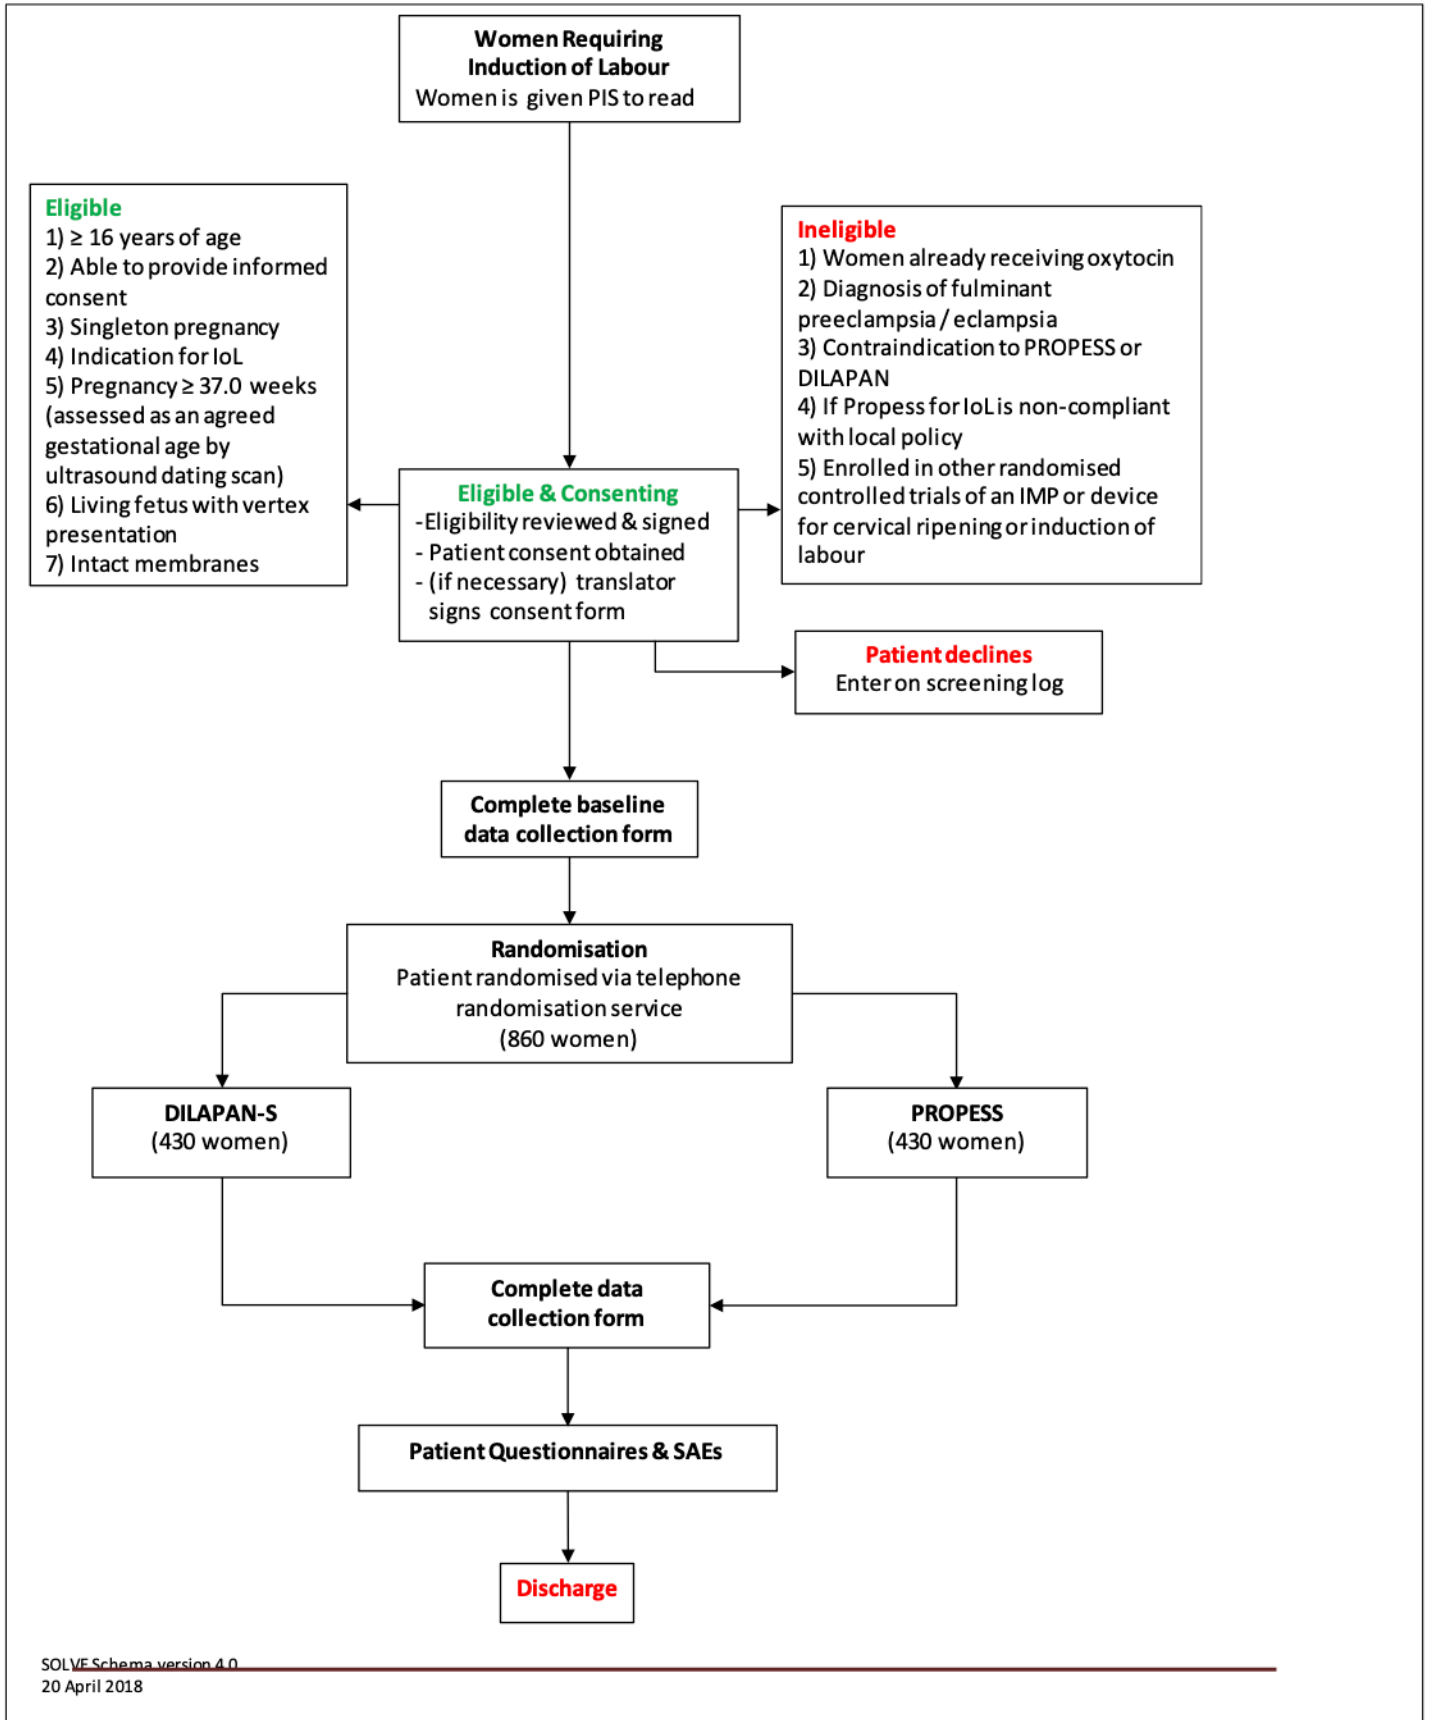 Women Requiring
Induction of Labour
Women is given PIS to read
Eligible
1) ≥ 16 years of age
2) Able to provide informed
consent
3) Singleton pregnancy
4) Indication for IoL
5) Pregnancy ≥ 37.0 weeks
(assessed as an agreed
gestational age by
ultrasound dating scan)
6) Living fetus with vertex
presentation
7) Intact membranes
Ineligible
1) Women already receiving oxytocin
2) Diagnosis of fulminant
preeclampsia / eclampsia
3) Contraindication to PROPESS or
DILAPAN
4) If Propess for IoL is non-compliant
with local policy
5) Enrolled in other randomised
controlled trials of an IMP or device
for cervical ripening or induction of
labour
Eligible & Consenting
-Eligibility reviewed & signed
- Patient consent obtained
- (if necessary) translator
signs consent form
Patient declines
Enter on screening log
Complete baseline
data collection form
Randomisation
Patient randomised via telephone
randomisation service
(860 women)
DILAPAN-S
(430 women)
PROPESS
(430 women)
Complete data
collection form
Patient Questionnaires & SAEs
Discharge
SOLVE Schema version 4.0
20 April 2018